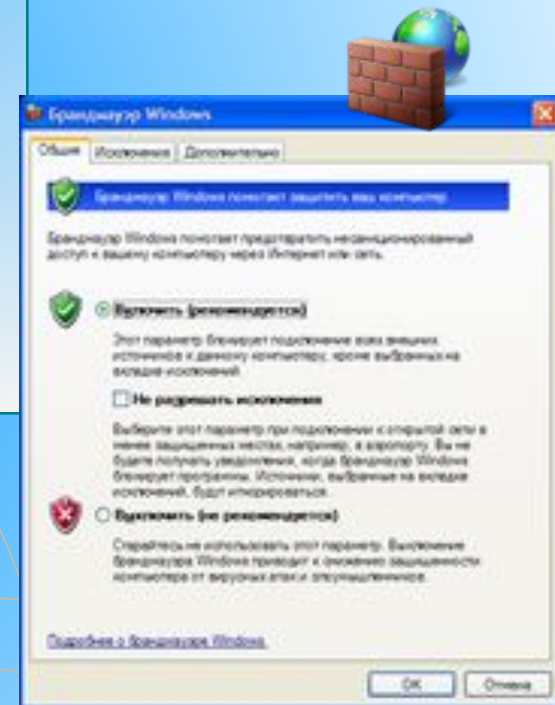 Брандмауэр Windows
Общие Исключения Дополнительно
Брандмауэр Windows помогает защитить ваш компьютер
Брандмауэр Windows помогает предотвратить несанкционированный
доступ к вашему компьютеру через Интернет или сеть.
Включить (рекомендуется)
Этот параметр блокирует подключение всех внешних
источников к данному компьютеру, кроме выбранных на
вкладке исключений.
Не разрешать исключения
Выберите этот параметр при подключении к открытой сети в
менее защищенных местах, например, в аэропорту. Вы не
будете получать уведомления, когда брандмауэр Windows
блокирует программы. Источники, выбранные на вкладке
исключений, будут игнорироваться.
Выключить (не рекомендуется)
Старайтесь не использовать этот параметр. Выключение
брандмауэра Windows приводит к снижению защищенности
компьютера от вирусных атак и злоумышленников.
Подробнее о брандмауэре Windows.
ОК Отмена